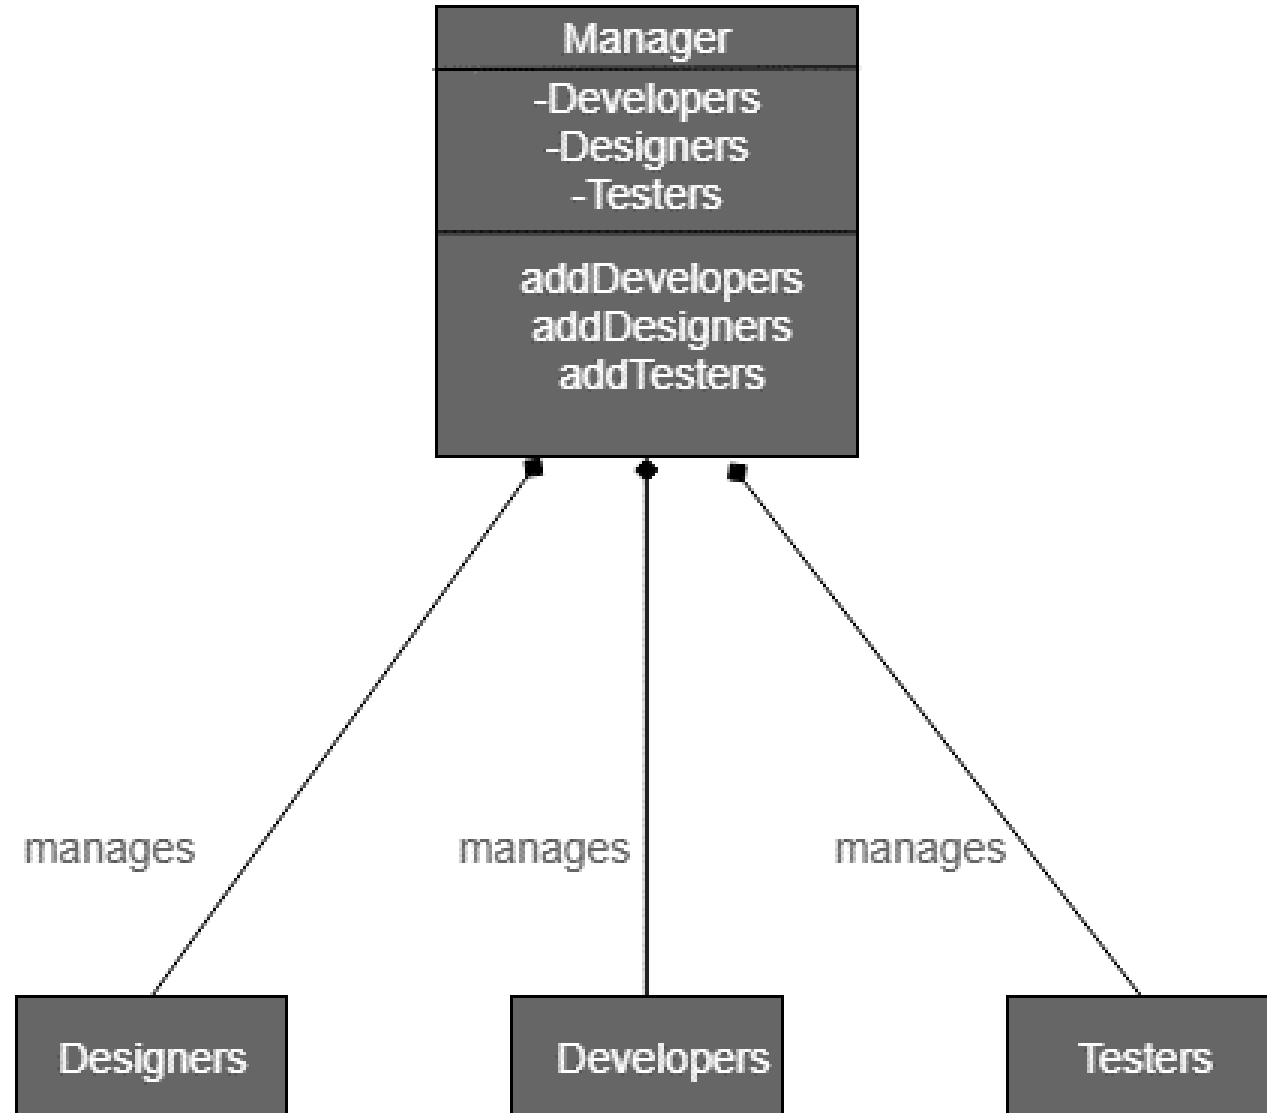 Manager
-Developers
-Designers
-Testers
addDevelopers
addDesigners
addTesters
manages
manages
manages
Designers
Developers
Testers